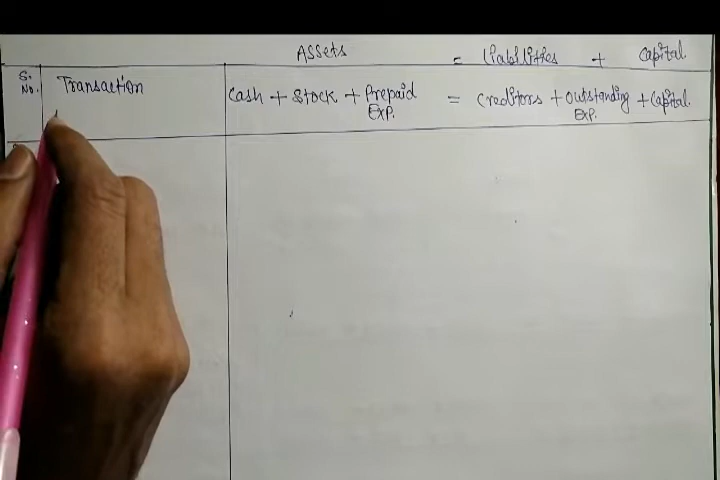 Assets = Liabilities + Capital
S. No. Transaction Cash + Stock + Prepaid Exp. = Creditors + Outstanding Exp. + Capital